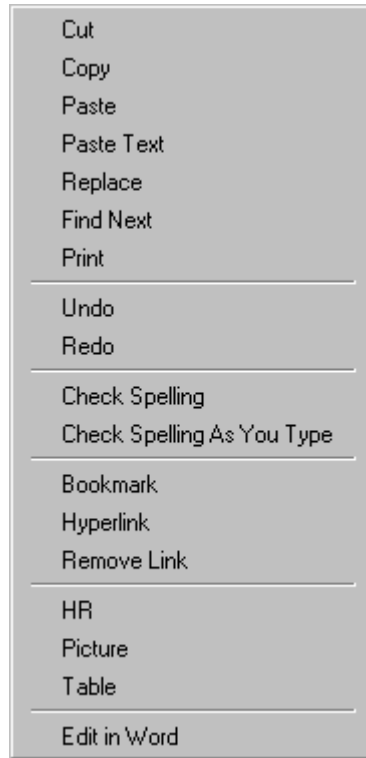 Cut
Copy
Paste
Paste Text
Replace
Find Next
Print
Undo
Redo
Check Spelling
Check Spelling As You Type
Bookmark
Hyperlink
Remove Link
HR
Picture
Table
Edit in Word